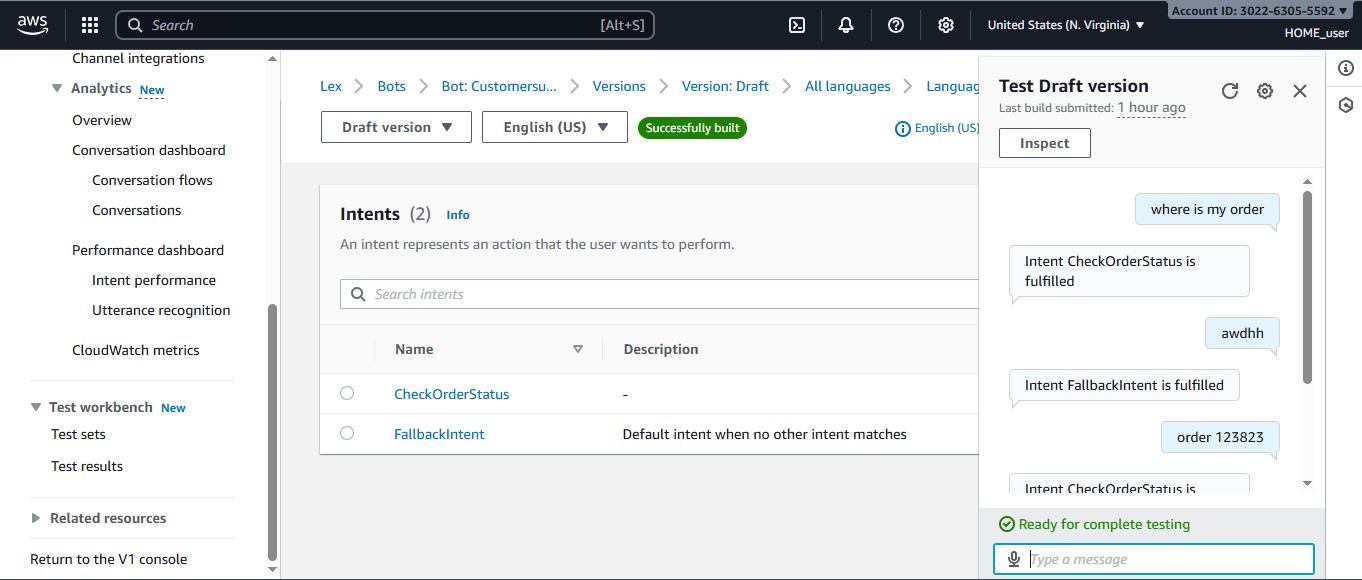 aws
Search [Alt+S]
United States (N. Virginia)
Account ID: 3022-6305-5592
HOME_user
Channel integrations
Analytics New
Overview
Conversation dashboard
Conversation flows
Conversations
Performance dashboard
Intent performance
Utterance recognition
CloudWatch metrics
Test workbench New
Test sets
Test results
Related resources
Return to the V1 console
Lex Bots Bot: Customersu... Versions Version: Draft All languages Languag
Draft version English (US) Successfully built
English (US)
Intents (2) Info
An intent represents an action that the user wants to perform.
Search intents
Name Description
CheckOrderStatus -
FallbackIntent Default intent when no other intent matches
Test Draft version
Last build submitted: 1 hour ago
Inspect
where is my order
Intent CheckOrderStatus is
fulfilled
awdhh
Intent FallbackIntent is fulfilled
order 123823
Intent CheckOrderStatus is
Ready for complete testing
Type a message